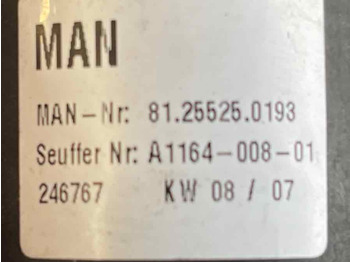 MAN
MAN-Nr: 81.25525.0193
Seuffer Nr: A1164-008-01
246767 KW 08 / 07